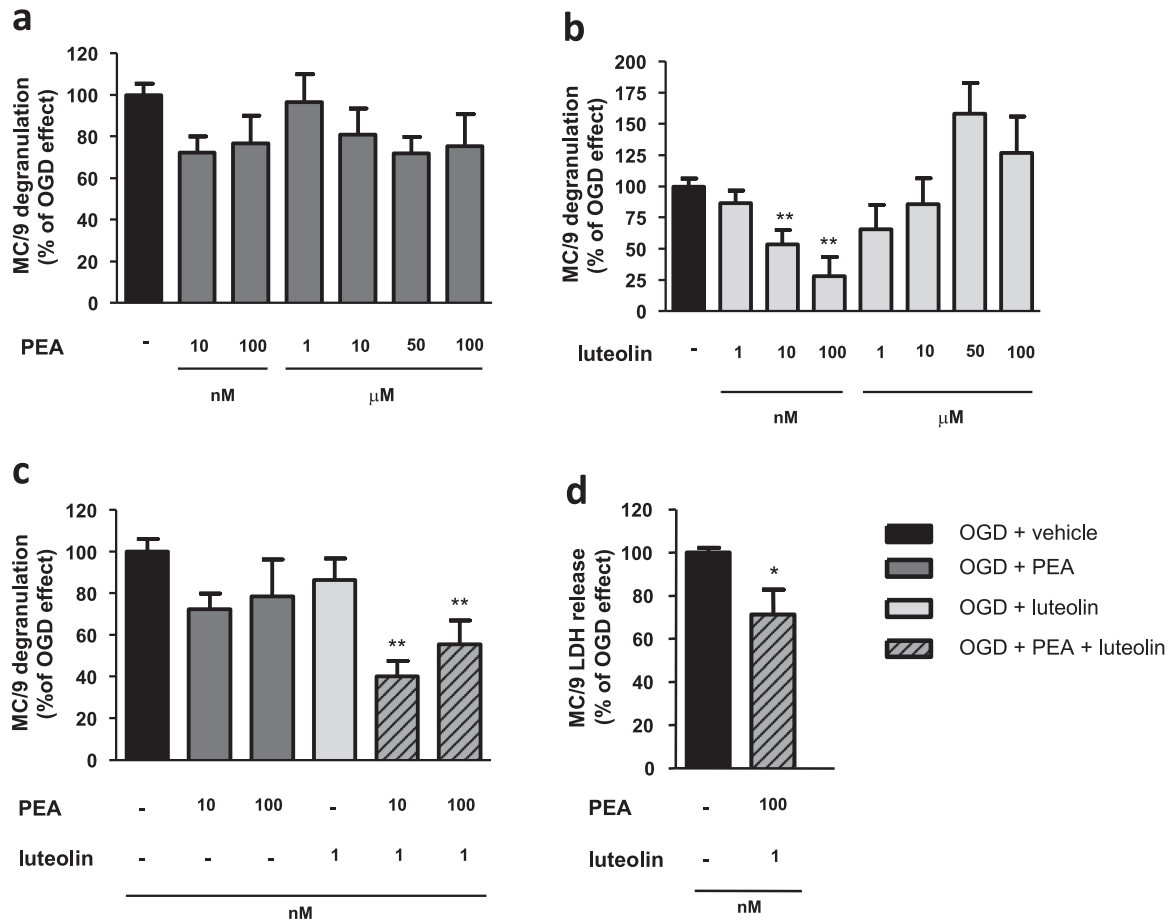 a
MC/9 degranulation
(% of OGD effect)
120
100
80
60
40
20
0
PEA - 10 100 1 10 50 100
nM μM
b
MC/9 degranulation
(% of OGD effect)
200
175
150
125
100
75
50
25
0
** **
luteolin - 1 10 100 1 10 50 100
nM μM
c
MC/9 degranulation
(%of OGD effect)
120
100
80
60
40
20
0
** **
PEA - 10 100 - 10 100
luteolin - - - 1 1 1
nM
d
MC/9 LDH release
(% of OGD effect)
120
100
80
60
40
20
0
*
PEA - 100
luteolin - 1
nM
OGD + vehicle
OGD + PEA
OGD + luteolin
OGD + PEA + luteolin